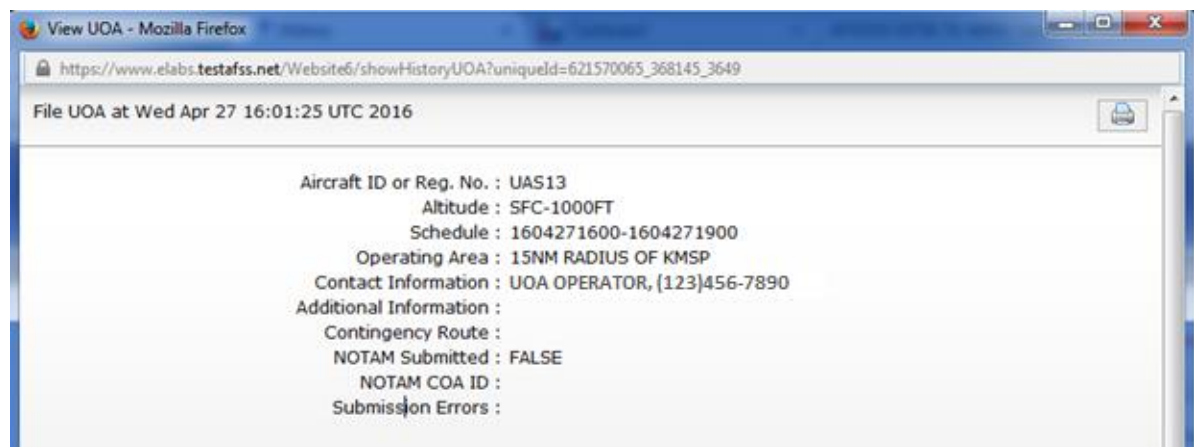 View UOA - Mozilla Firefox
https://www.elabs.testafss.net/Website6/showHistoryUOA?uniqueId=621570065_368145_3649
File UOA at Wed Apr 27 16:01:25 UTC 2016
Aircraft ID or Reg. No. : UAS13
Altitude : SFC-1000FT
Schedule : 1604271600-1604271900
Operating Area : 15NM RADIUS OF KMSP
Contact Information : UOA OPERATOR, (123)456-7890
Additional Information :
Contingency Route :
NOTAM Submitted : FALSE
NOTAM COA ID :
Submission Errors :